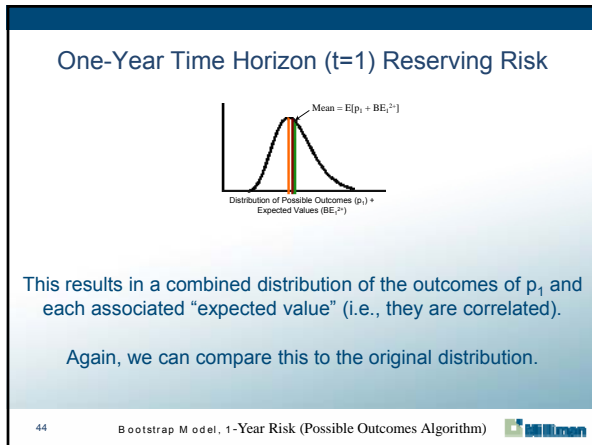 One-Year Time Horizon (t=1) Reserving Risk
Mean = E[p₁ + BE₁²⁺]
Distribution of Possible Outcomes (p₁) +
Expected Values (BE₁²⁺)
This results in a combined distribution of the outcomes of p₁ and
each associated “expected value” (i.e., they are correlated).
Again, we can compare this to the original distribution.
44
Bootstrap Model, 1-Year Risk (Possible Outcomes Algorithm)
Milliman